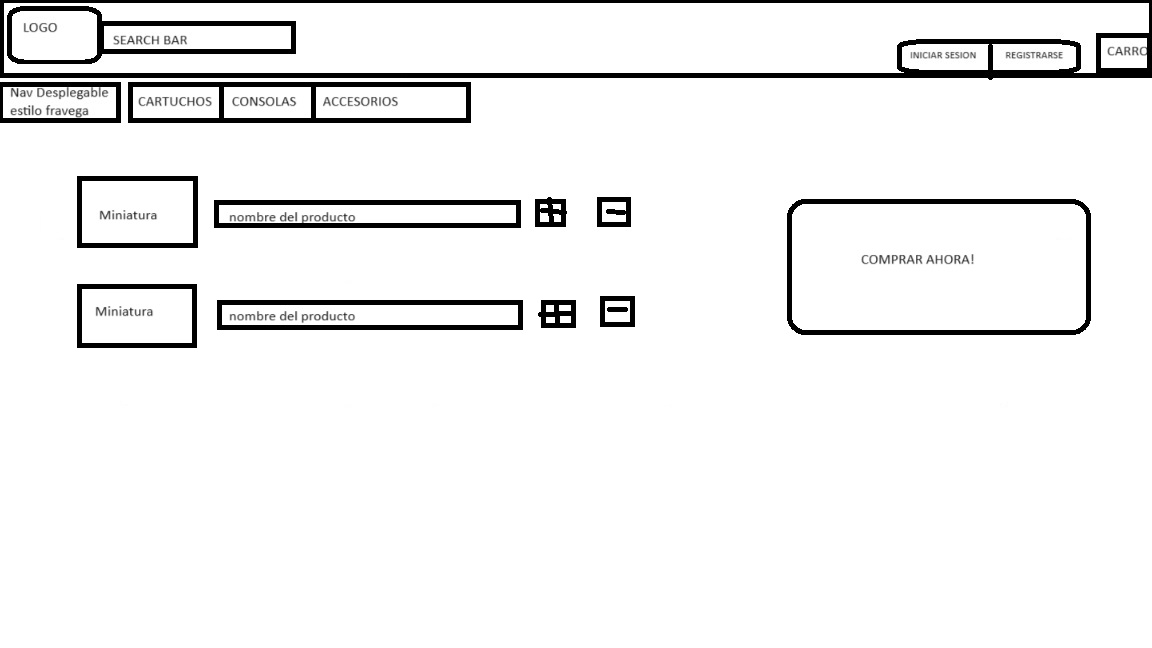 LOGO
SEARCH BAR
INICIAR SESION
REGISTRARSE
CARRO
Nav Desplegable
estilo fravega
CARTUCHOS
CONSOLAS
ACCESORIOS
Miniatura
nombre del producto
COMPRAR AHORA!
Miniatura
nombre del producto